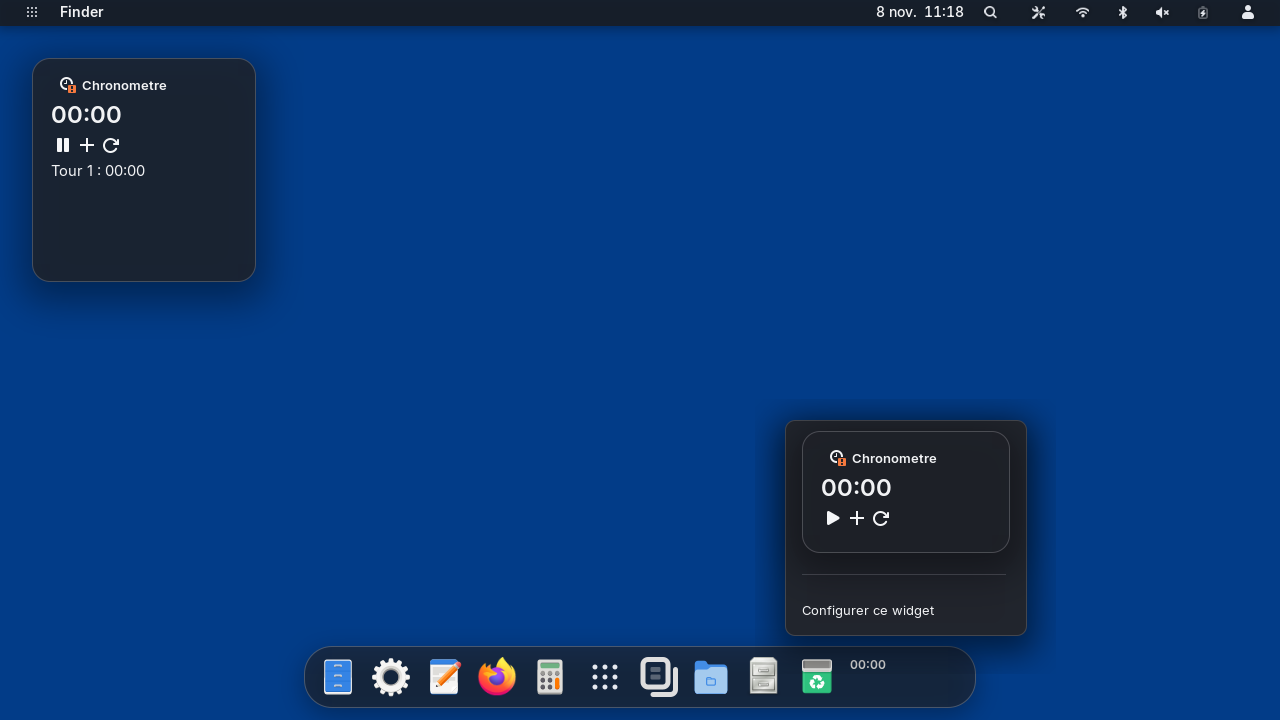 Finder
8 nov. 11:18
Chronometre
00:00
Tour 1 : 00:00
Chronometre
00:00
Configurer ce widget
00:00